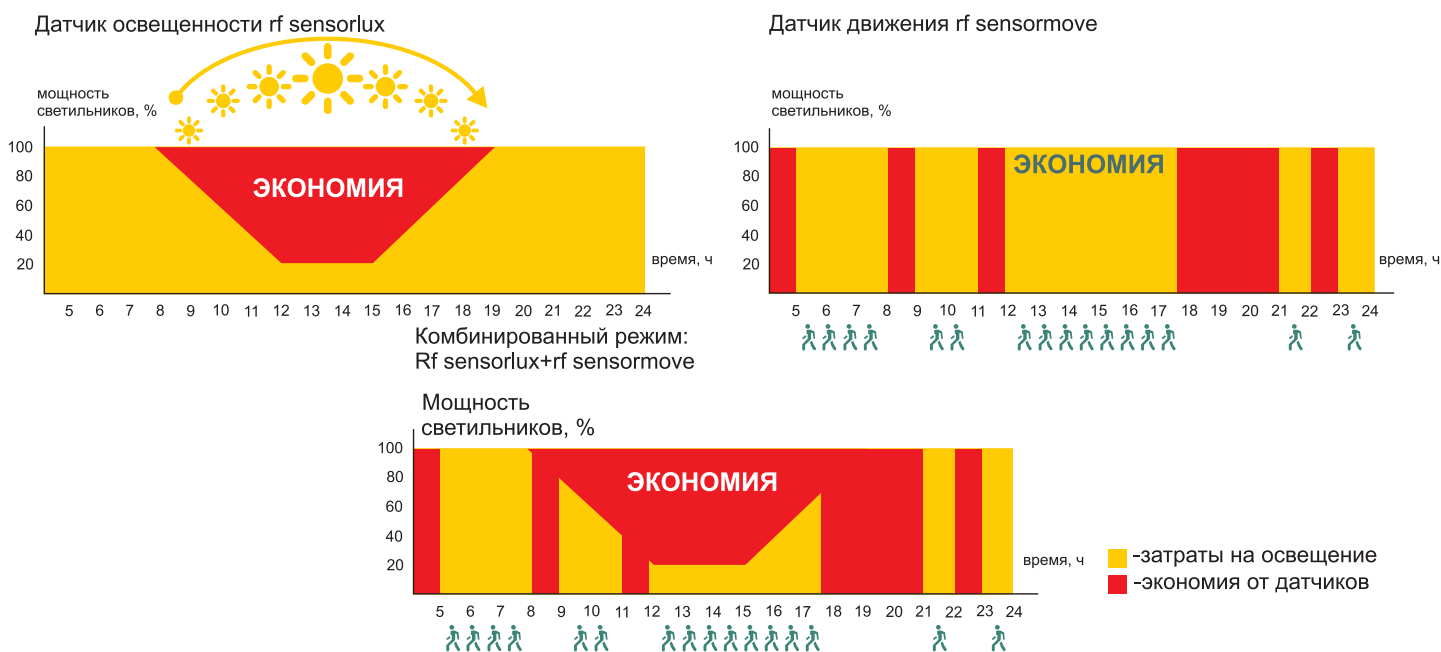 Датчик освещенности rf sensorlux
мощность
светильников, %
100
80
60
40
20
ЭКОНОМИЯ
время, ч
5 6 7 8 9 10 11 12 13 14 15 16 17 18 19 20 21 22 23 24
Датчик движения rf sensormove
мощность
светильников, %
100
80
60
40
20
ЭКОНОМИЯ
время, ч
5 6 7 8 9 10 11 12 13 14 15 16 17 18 19 20 21 22 23 24
Комбинированный режим:
Rf sensorlux+rf sensormove
Мощность
светильников, %
100
80
60
40
20
ЭКОНОМИЯ
время, ч
5 6 7 8 9 10 11 12 13 14 15 16 17 18 19 20 21 22 23 24
-затраты на освещение
-экономия от датчиков